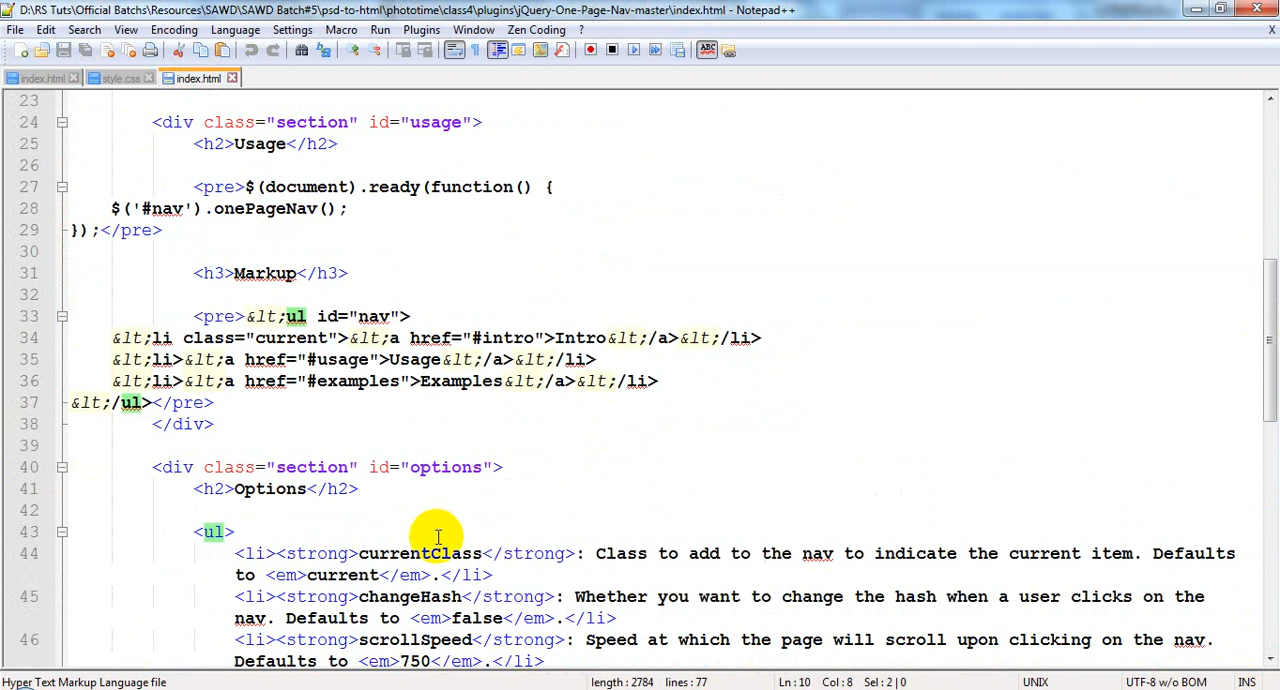 D:\RS Tuts\Official Batchs\Resources\SAWD\SAWD Batch#5\psd-to-html\phototime\class4\plugins\jQuery-One-Page-Nav-master\index.html - Notepad++
File Edit Search View Encoding Language Settings Macro Run Plugins Window Zen Coding ? X
index.html style.css index.html
23
24 <div class="section" id="usage">
25 <h2>Usage</h2>
26
27 <pre>$(document).ready(function() {
28 $('#nav').onePageNav();
29 });</pre>
30
31 <h3>Markup</h3>
32
33 <pre>&lt;ul id="nav">
34 &lt;li class="current">&lt;a href="#intro">Intro&lt;/a>&lt;/li>
35 &lt;li>&lt;a href="#usage">Usage&lt;/a>&lt;/li>
36 &lt;li>&lt;a href="#examples">Examples&lt;/a>&lt;/li>
37 &lt;/ul></pre>
38 </div>
39
40 <div class="section" id="options">
41 <h2>Options</h2>
42
43 <ul>
44 <li><strong>currentClass</strong>: Class to add to the nav to indicate the current item. Defaults
to <em>current</em>.</li>
45 <li><strong>changeHash</strong>: Whether you want to change the hash when a user clicks on the
nav. Defaults to <em>false</em>.</li>
46 <li><strong>scrollSpeed</strong>: Speed at which the page will scroll upon clicking on the nav.
Defaults to <em>750</em>.</li>
Hyper Text Markup Language file length : 2784 lines : 77 Ln : 10 Col : 8 Sel : 2 | 0 UNIX UTF-8 w/o BOM INS